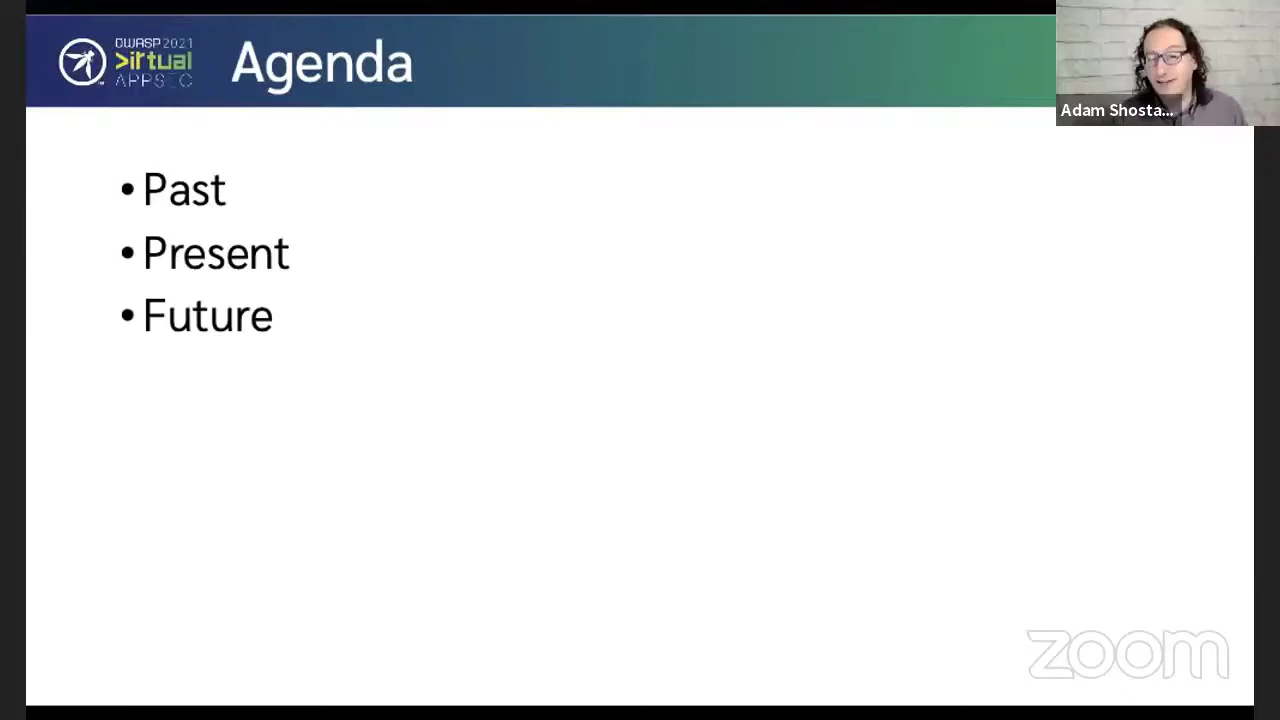 OWASP 2021
>irtual
APPSEC
Agenda
Adam Shosta...
• Past
• Present
• Future
zoom